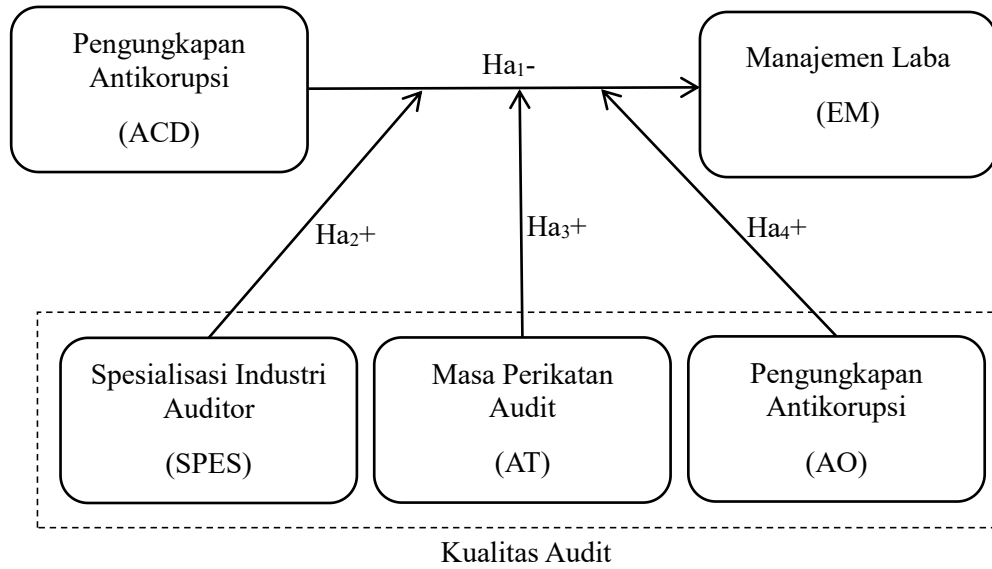 Pengungkapan
Antikorupsi
(ACD)
Ha₁-
Manajemen Laba
(EM)
Ha₂+
Ha₃+
Ha₄+
Spesialisasi Industri
Auditor
(SPES)
Masa Perikatan
Audit
(AT)
Pengungkapan
Antikorupsi
(AO)
Kualitas Audit